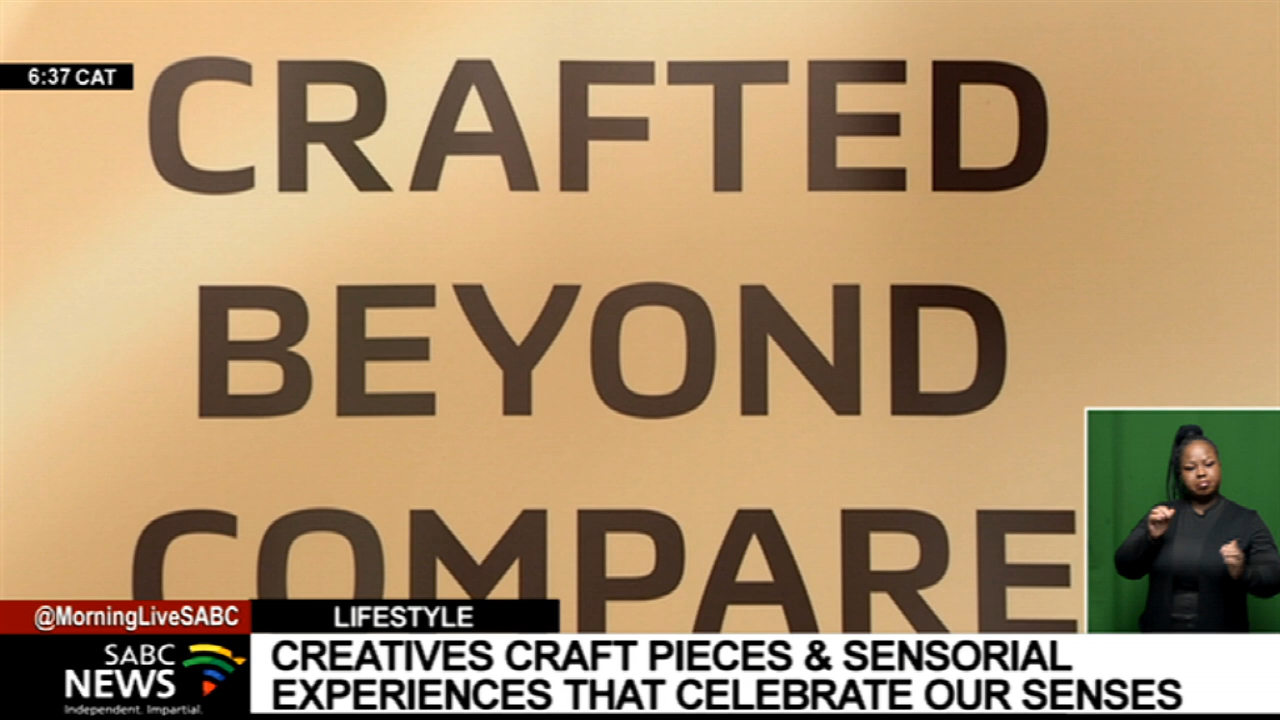 6:37 CAT
CRAFTED
BEYOND
COMPARE
@MorningLiveSABC
LIFESTYLE
SABC
NEWS
Independent. Impartial.
CREATIVES CRAFT PIECES & SENSORIAL
EXPERIENCES THAT CELEBRATE OUR SENSES